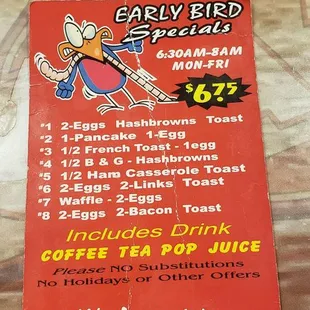 EARLY BIRD
Specials
6:30AM-8AM
MON-FRI
$6.75
#1 2-Eggs Hashbrowns Toast
#2 1-Pancake 1-Egg
#3 1/2 French Toast - 1egg
#4 1/2 B & G - Hashbrowns
#5 1/2 Ham Casserole Toast
#6 2-Eggs 2-Links Toast
#7 Waffle - 2-Eggs
#8 2-Eggs 2-Bacon Toast
Includes Drink
COFFEE TEA POP JUICE
Please NO Substitutions
No Holidays or Other Offers